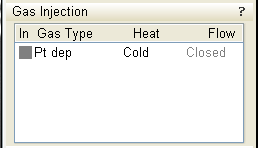 Gas Injection ?
In Gas Type Heat Flow
Pt dep Cold Closed